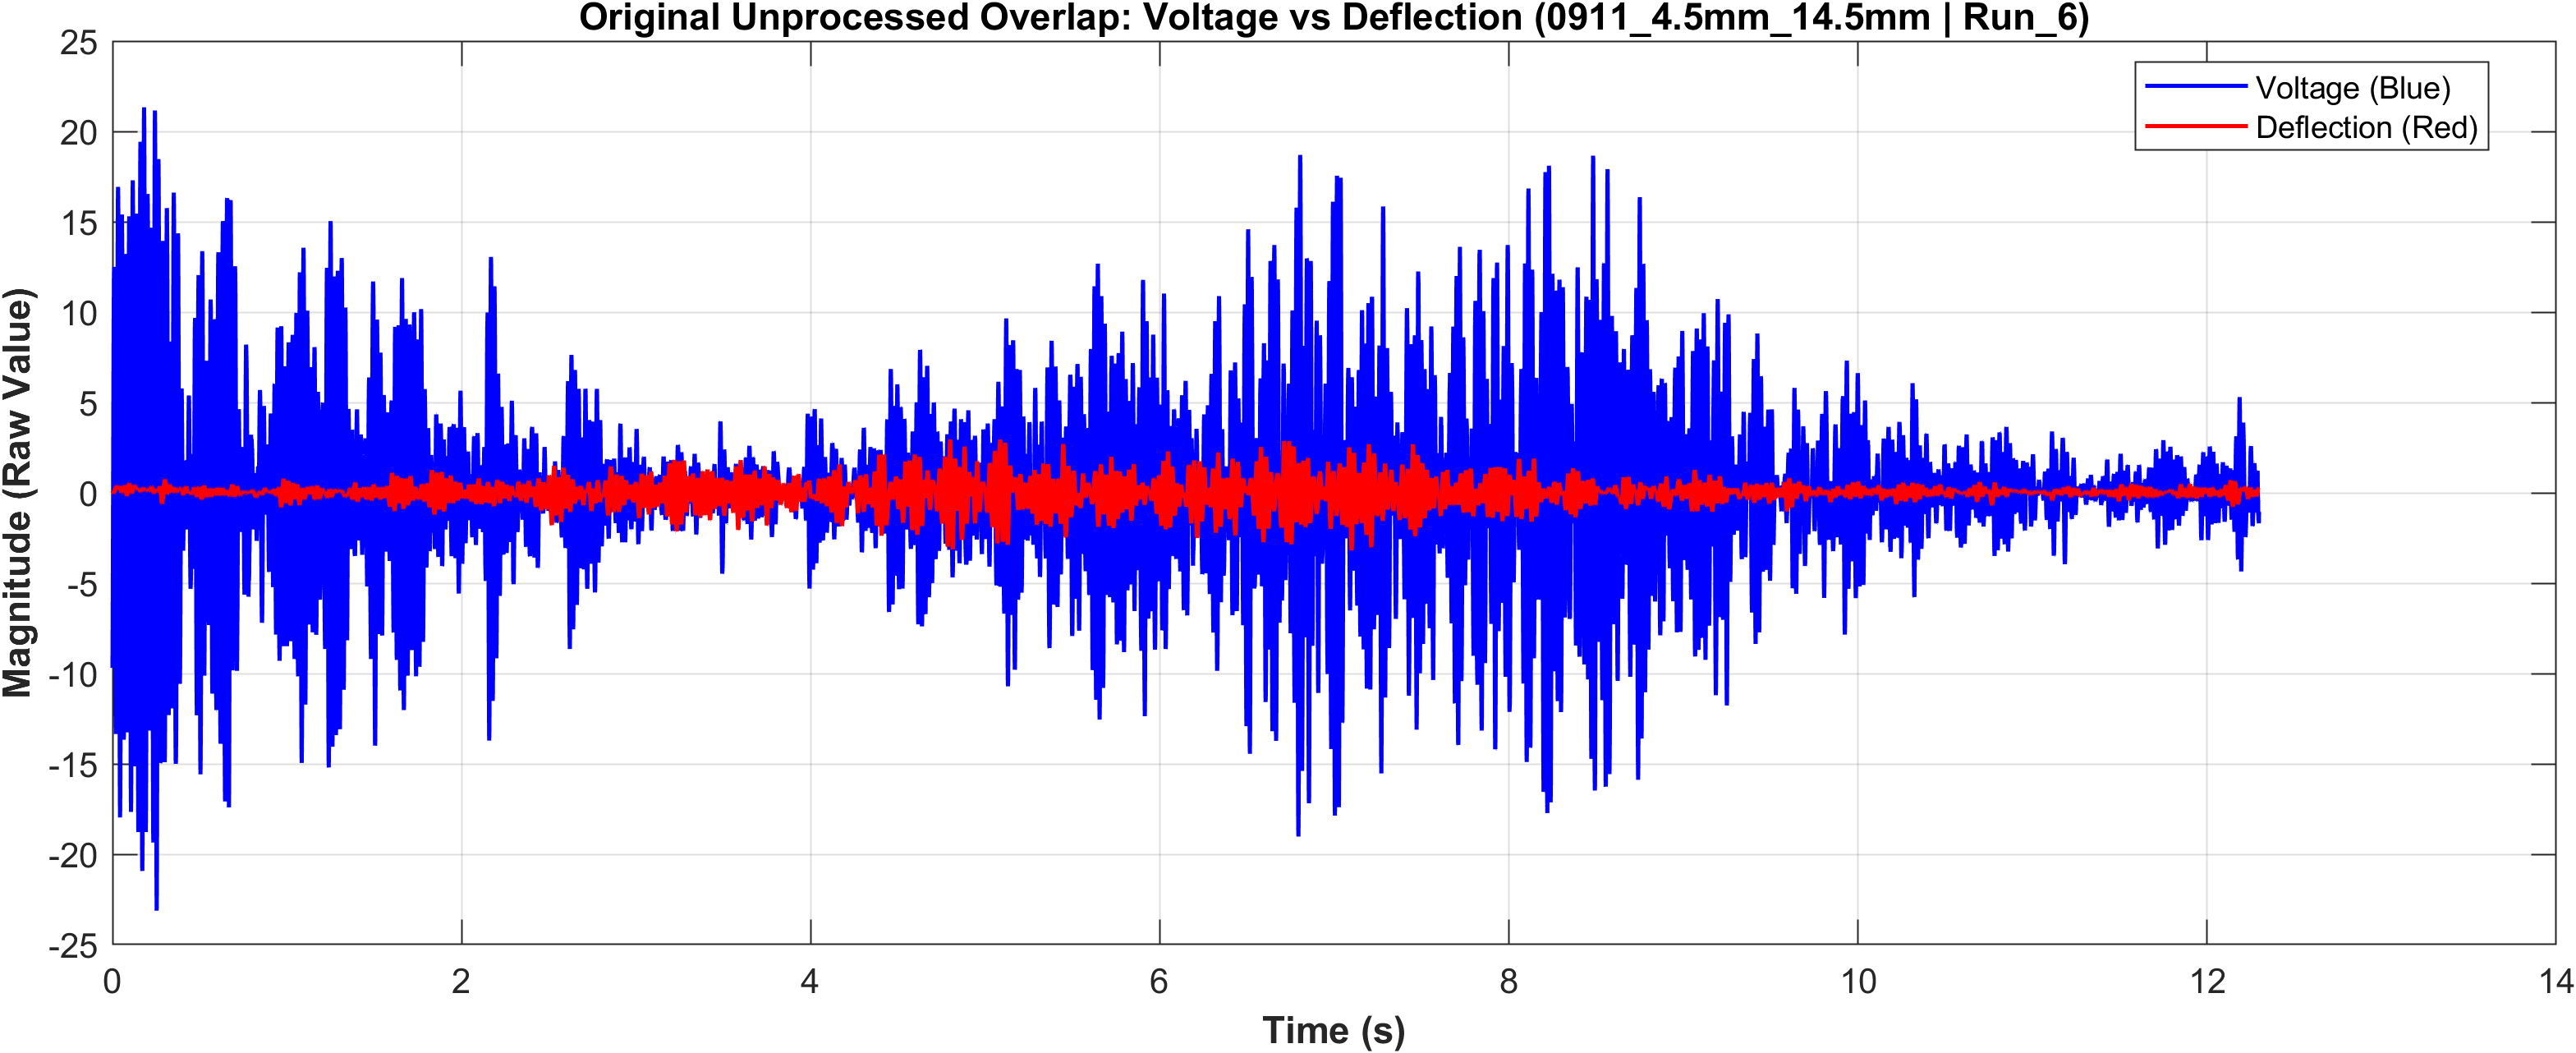 Original Unprocessed Overlap: Voltage vs Deflection (0911_4.5mm_14.5mm | Run_6)
Voltage (Blue)
Deflection (Red)
Magnitude (Raw Value)
25
20
15
10
5
0
-5
-10
-15
-20
-25
0 2 4 6 8 10 12 14
Time (s)